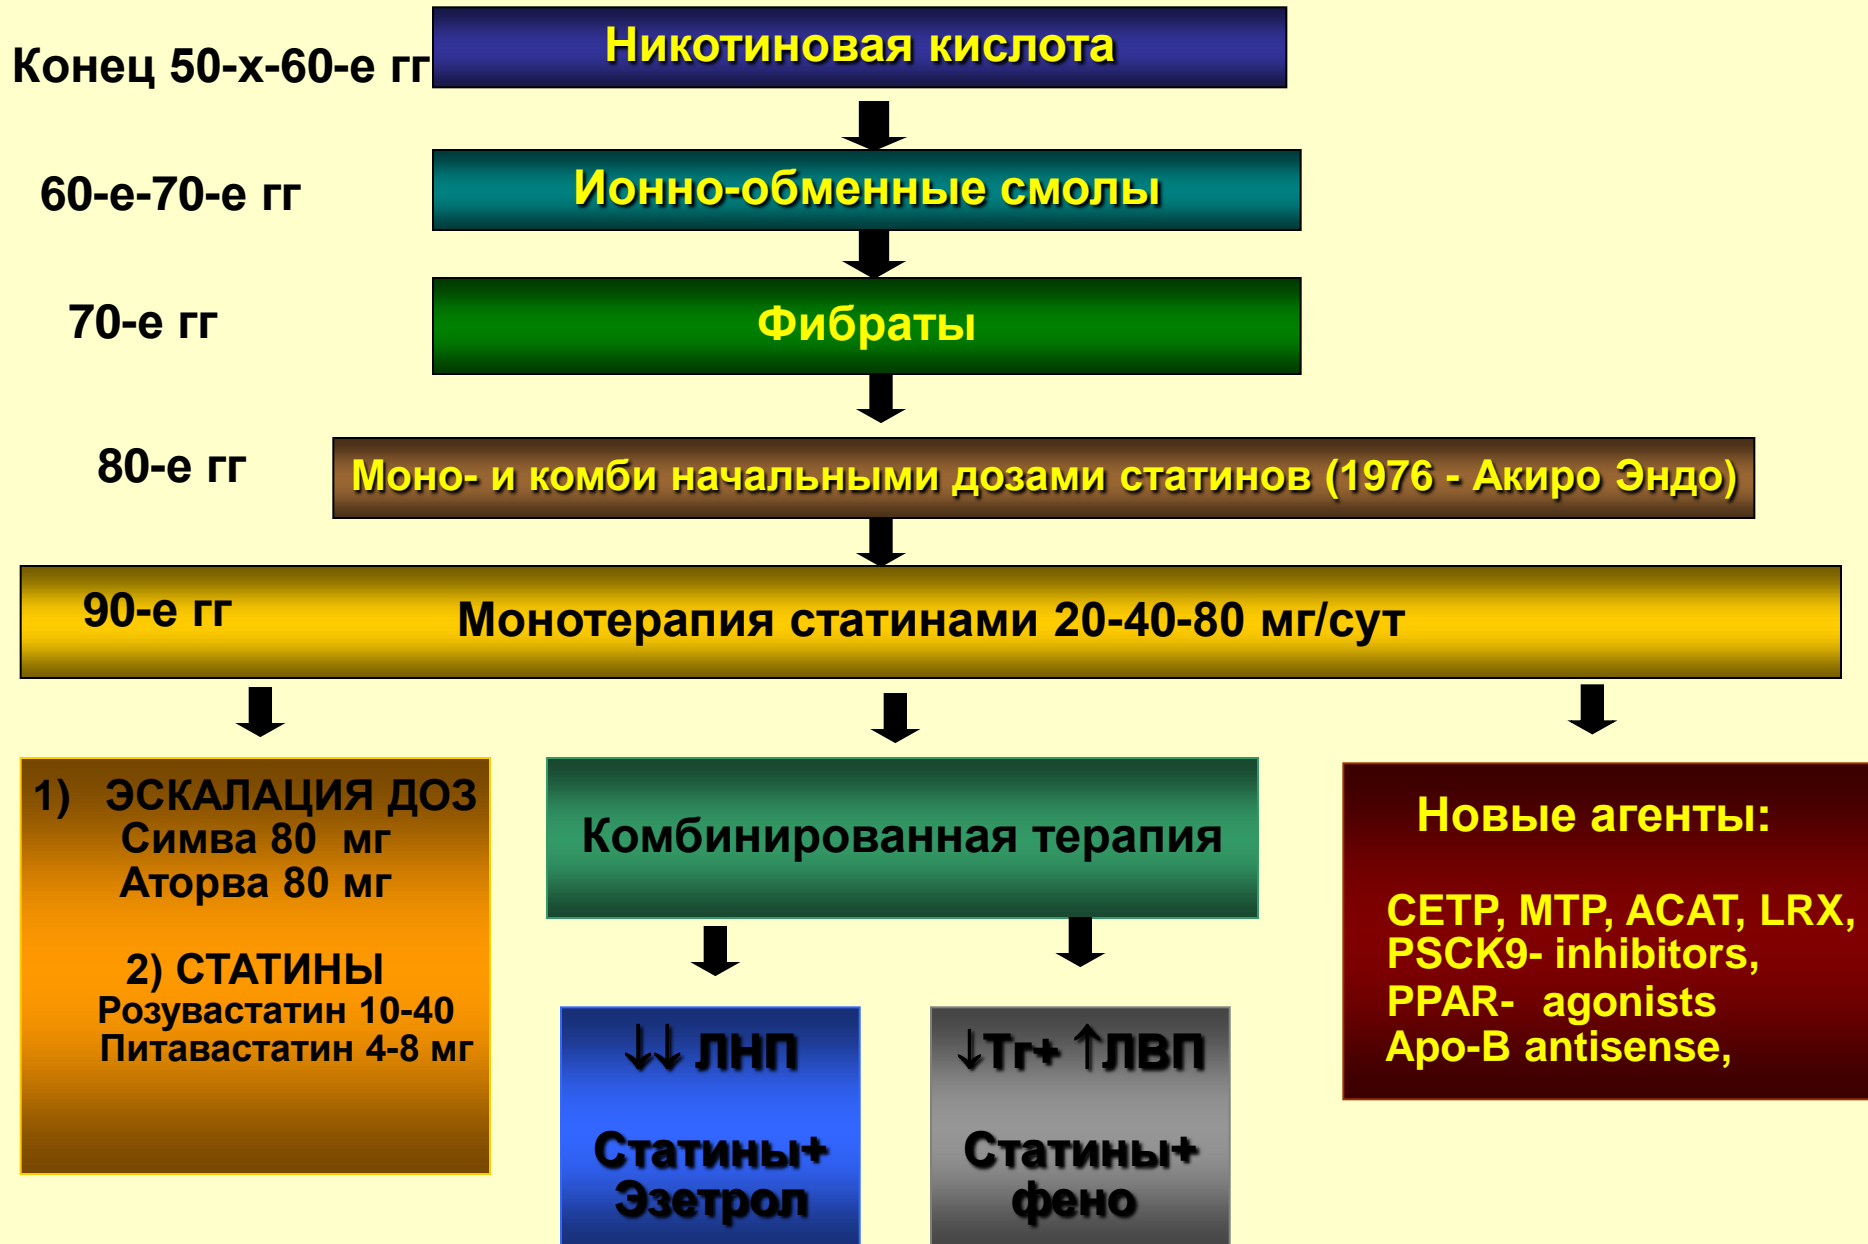 Конец 50-х-60-е гг
Никотиновая кислота
60-е-70-е гг
Ионно-обменные смолы
70-е гг
Фибраты
80-е гг
Моно- и комби начальными дозами статинов (1976 - Акиро Эндо)
90-е гг
Монотерапия статинами 20-40-80 мг/сут
1) ЭСКАЛАЦИЯ ДОЗ
Симва 80 мг
Аторва 80 мг
2) СТАТИНЫ
Розувастатин 10-40
Питавастатин 4-8 мг
Комбинированная терапия
↓↓ ЛНП
Статины+
Эзетрол
↓Тг+ ↑ЛВП
Статины+
фено
Новые агенты:
CETP, MTP, ACAT, LRX,
PSCK9- inhibitors,
PPAR- agonists
Apo-B antisense,